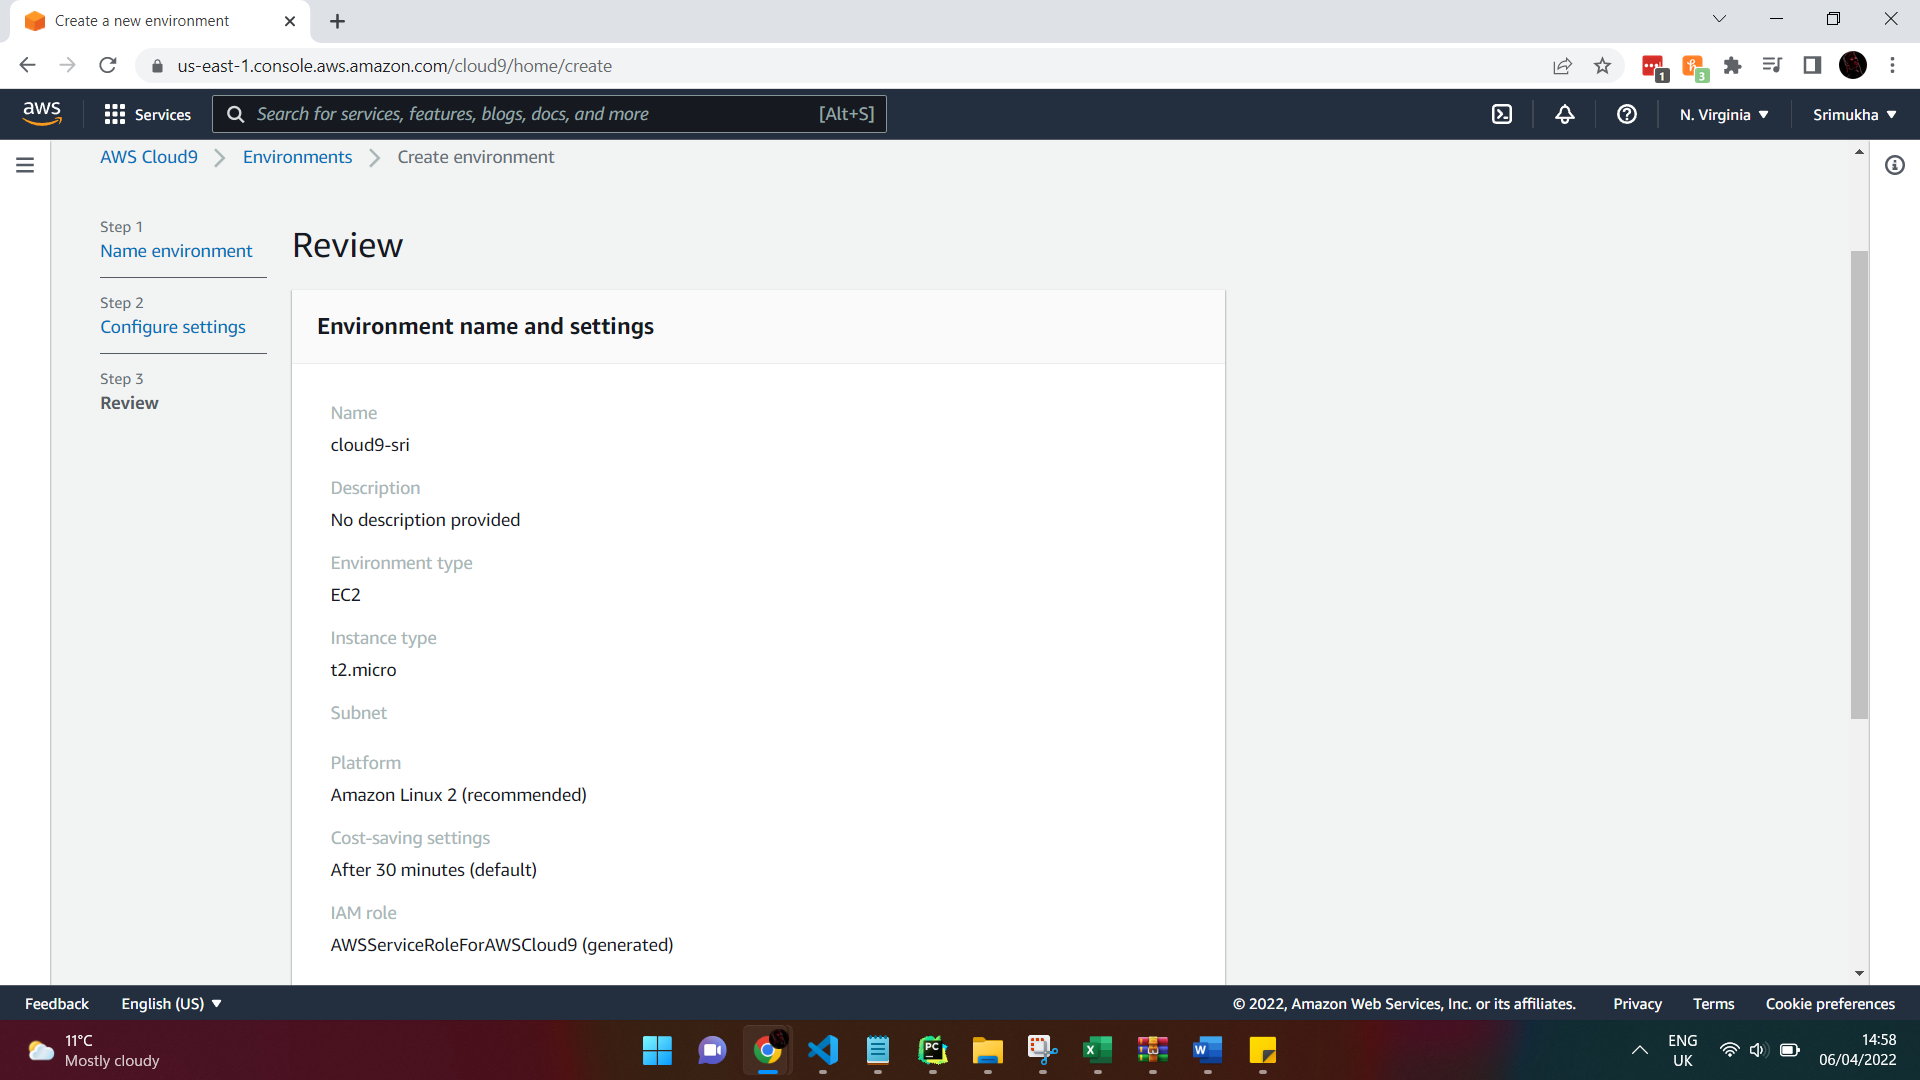 Create a new environment
us-east-1.console.aws.amazon.com/cloud9/home/create
1
3
aws
Services
Search for services, features, blogs, docs, and more
[Alt+S]
N. Virginia
Srimukha
AWS Cloud9
Environments
Create environment
Step 1
Name environment
Step 2
Configure settings
Step 3
Review
Review
Environment name and settings
Name
cloud9-sri
Description
No description provided
Environment type
EC2
Instance type
t2.micro
Subnet
Platform
Amazon Linux 2 (recommended)
Cost-saving settings
After 30 minutes (default)
IAM role
AWSServiceRoleForAWSCloud9 (generated)
Feedback
English (US)
© 2022, Amazon Web Services, Inc. or its affiliates.
Privacy
Terms
Cookie preferences
11°C
Mostly cloudy
PC
X
W
ENG
UK
14:58
06/04/2022